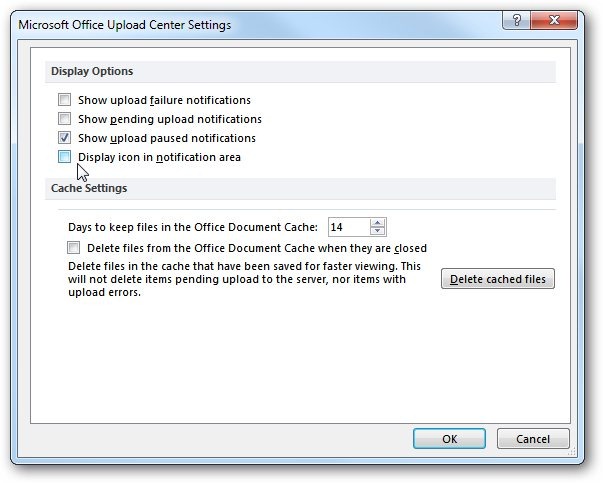 Microsoft Office Upload Center Settings
?
Display Options
Show upload failure notifications
Show pending upload notifications
Show upload paused notifications
Display icon in notification area
Cache Settings
Days to keep files in the Office Document Cache: 14
Delete files from the Office Document Cache when they are closed
Delete files in the cache that have been saved for faster viewing. This
will not delete items pending upload to the server, nor items with
upload errors.
Delete cached files
OK Cancel